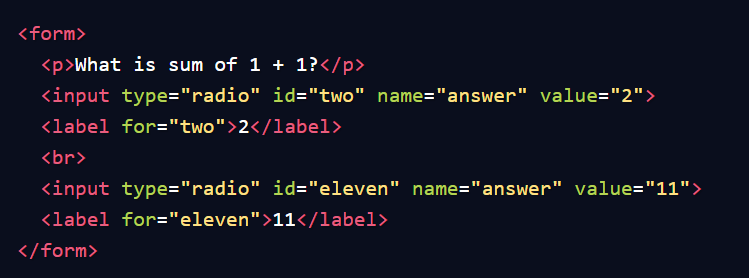 <form>
<p>What is sum of 1 + 1?</p>
<input type="radio" id="two" name="answer" value="2">
<label for="two">2</label>
<br>
<input type="radio" id="eleven" name="answer" value="11">
<label for="eleven">11</label>
</form>